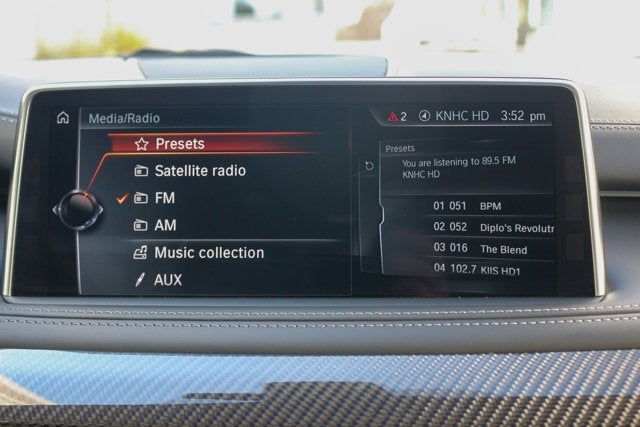 Media/Radio
2 KNHC HD 3:52 pm
Presets
Satellite radio
FM
AM
Music collection
AUX
Presets
You are listening to 89.5 FM
KNHC HD
01 051 BPM
02 052 Diplo's Revolutr
03 016 The Blend
04 102.7 KIIS HD1